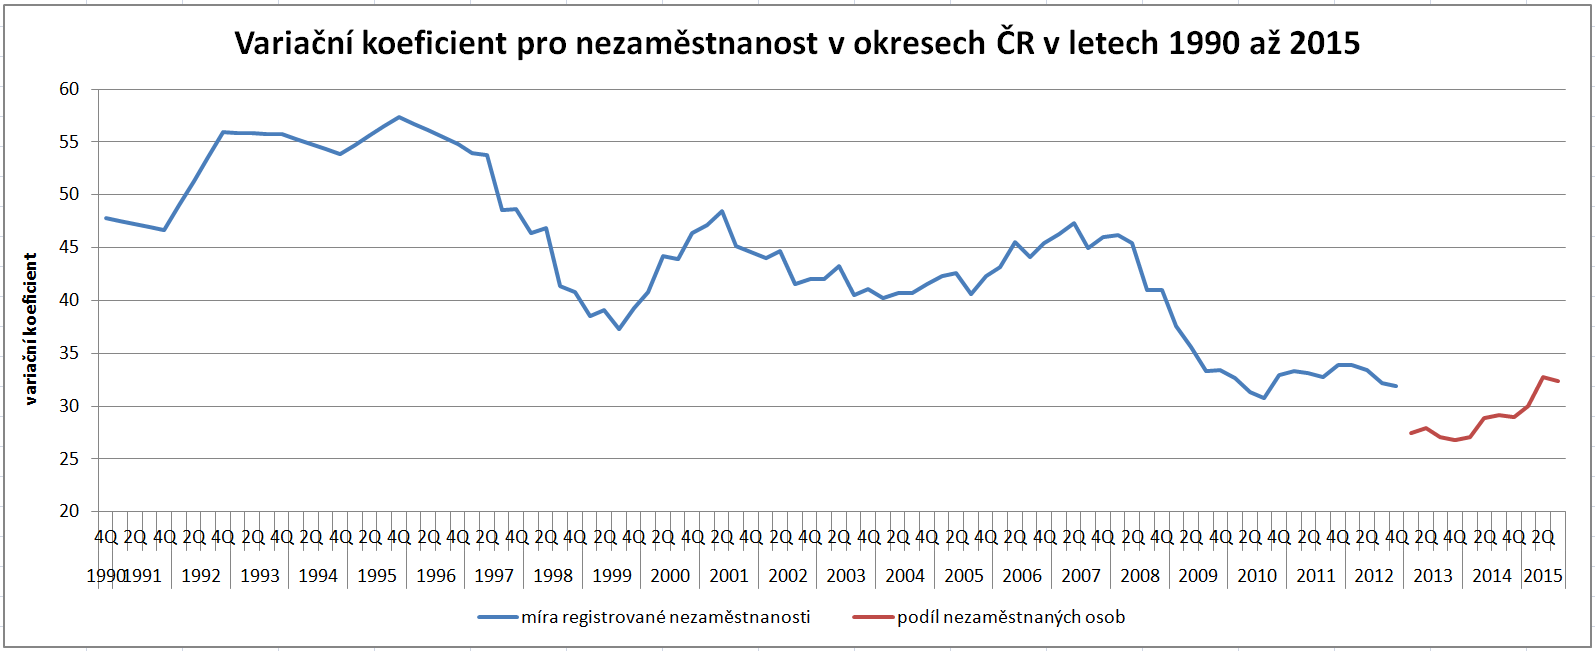 Variační koeficient pro nezaměstnanost v okresech ČR v letech 1990 až 2015
variační koeficient
60
55
50
45
40
35
30
25
20
4Q 2Q 4Q 2Q 4Q 2Q 4Q 2Q 4Q 2Q 4Q 2Q 4Q 2Q 4Q 2Q 4Q 2Q 4Q 2Q 4Q 2Q 4Q 2Q 4Q 2Q 4Q 2Q 4Q 2Q 4Q 2Q 4Q 2Q 4Q 2Q 4Q 2Q 4Q 2Q 4Q 2Q 4Q 2Q 4Q 2Q 4Q 2Q 4Q 2Q
1990 1991 1992 1993 1994 1995 1996 1997 1998 1999 2000 2001 2002 2003 2004 2005 2006 2007 2008 2009 2010 2011 2012 2013 2014 2015
míra registrované nezaměstnanosti podíl nezaměstnaných osob